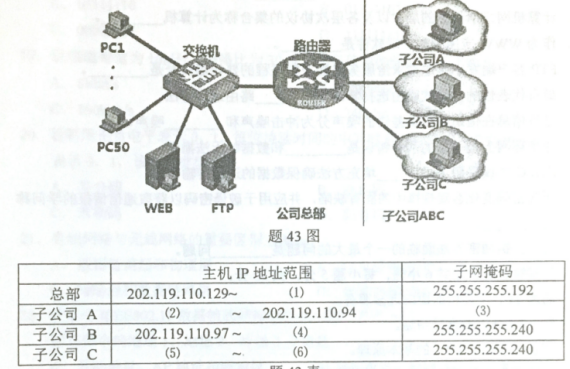 PC1
交换机
路由器
ROUTER
子公司A
PC50
子公司B
子公司C
WEB
FTP
公司总部
子公司ABC
题 43 图
主机 IP 地址范围 子网掩码
总部 202.119.110.129～ (1) 255.255.255.192
子公司 A (2) ～ 202.119.110.94 (3)
子公司 B 202.119.110.97～ (4) 255.255.255.240
子公司 C (5) ～ (6) 255.255.255.240